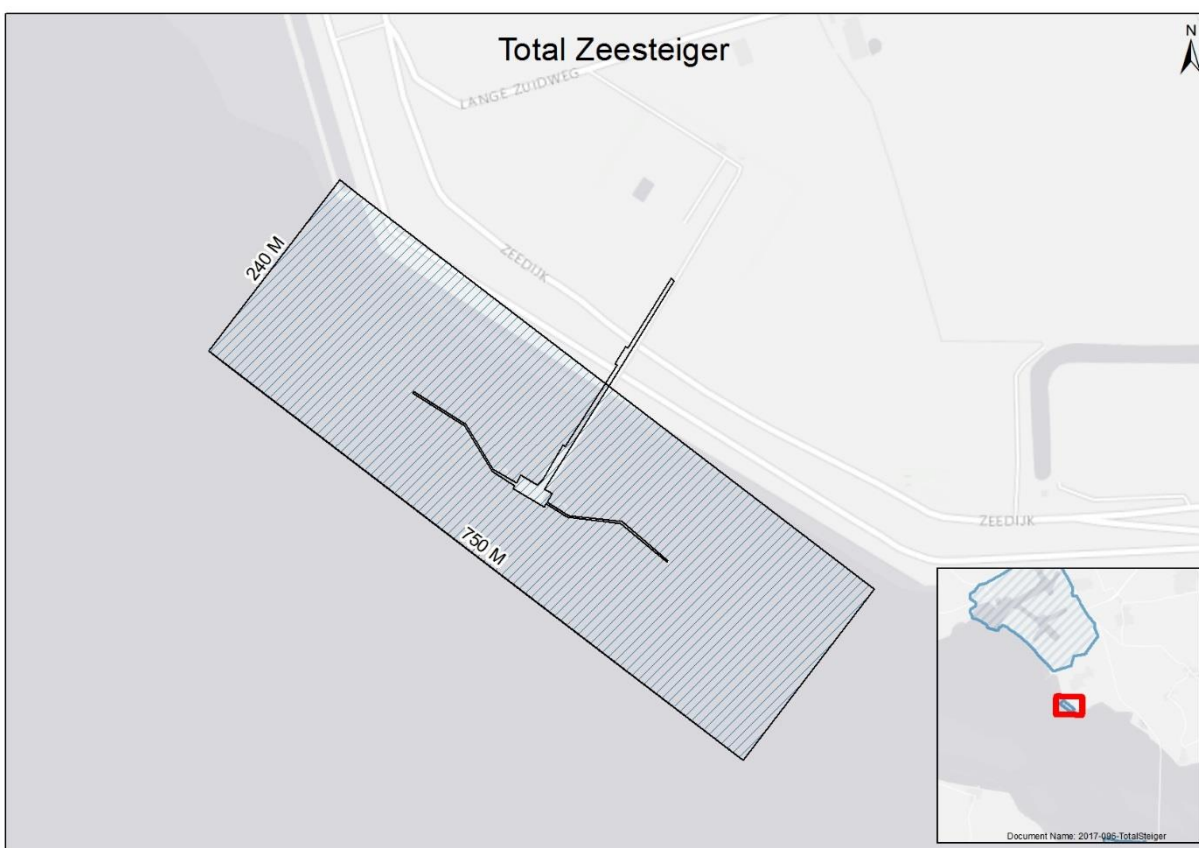 Total Zeesteiger
N
LANGE ZUIDWEG
240 M
ZEEDIJK
750 M
ZEEDIJK
Document Name: 2017-096-TotalSteiger